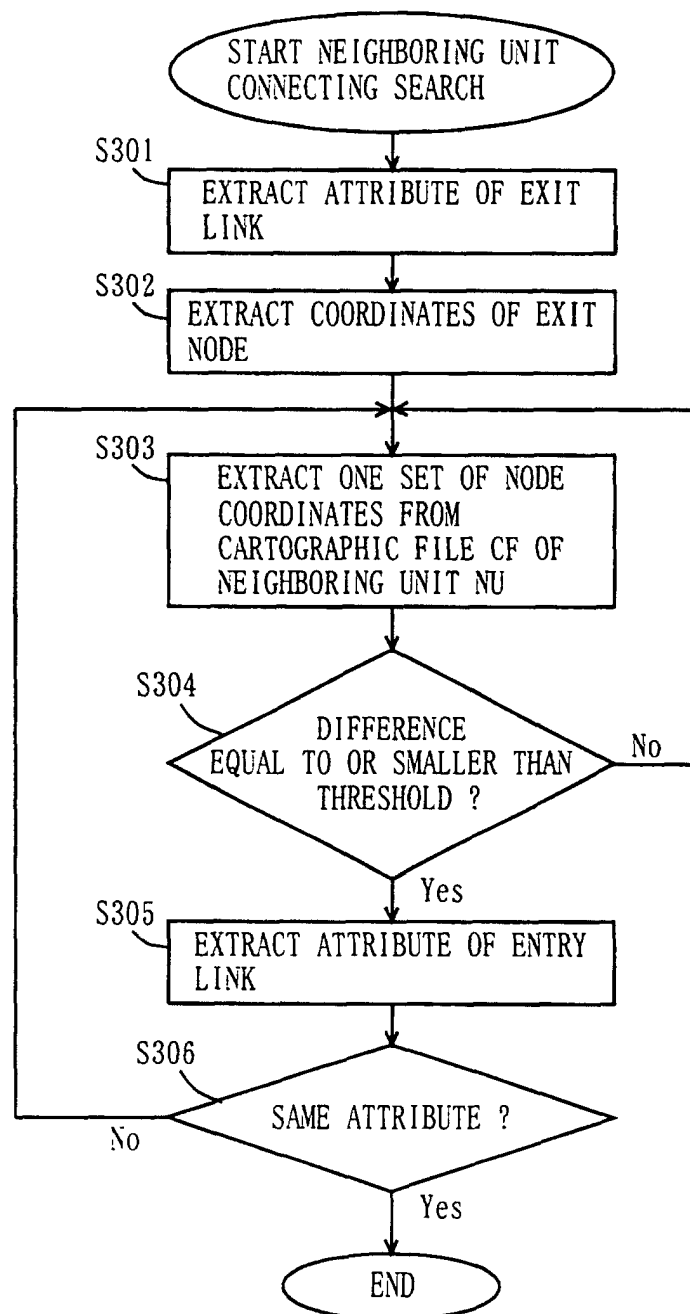 START NEIGHBORING UNIT
CONNECTING SEARCH
S301
EXTRACT ATTRIBUTE OF EXIT
LINK
S302
EXTRACT COORDINATES OF EXIT
NODE
S303
EXTRACT ONE SET OF NODE
COORDINATES FROM
CARTOGRAPHIC FILE CF OF
NEIGHBORING UNIT NU
S304
DIFFERENCE
EQUAL TO OR SMALLER THAN
THRESHOLD ?
No
Yes
S305
EXTRACT ATTRIBUTE OF ENTRY
LINK
S306
SAME ATTRIBUTE ?
No
Yes
END